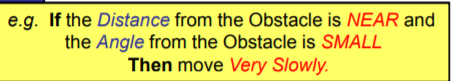 e.g. If the Distance from the Obstacle is NEAR and
the Angle from the Obstacle is SMALL
Then move Very Slowly.